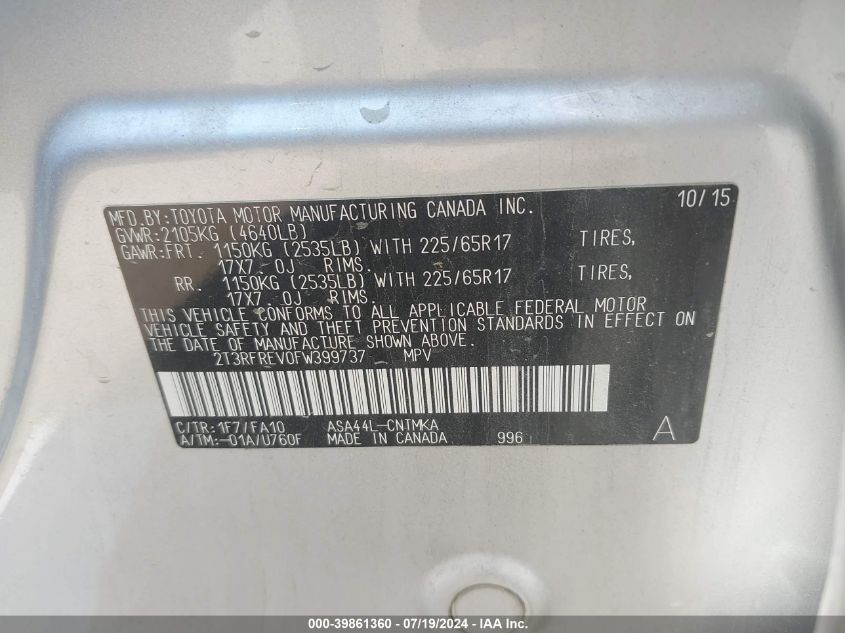 MFD.BY:TOYOTA MOTOR MANUFACTURING CANADA INC. 10/15
GVWR:2105KG (4640LB)
GAWR:FRT. 1150KG (2535LB) WITH 225/65R17 TIRES,
17X7.0J RIMS.
RR. 1150KG (2535LB) WITH 225/65R17 TIRES,
17X7.0J RIMS.
THIS VEHICLE CONFORMS TO ALL APPLICABLE FEDERAL MOTOR
VEHICLE SAFETY AND THEFT PREVENTION STANDARDS IN EFFECT ON
THE DATE OF MANUFACTURE SHOWN ABOVE.
2T3RFREV0FW399737 MPV
C/TR:1F7/FA10 ASA44L-CNTMKA
A/TM:-01A/U760F MADE IN CANADA 996 A
000-39861360 / 07/19/2024 - IAA Inc.